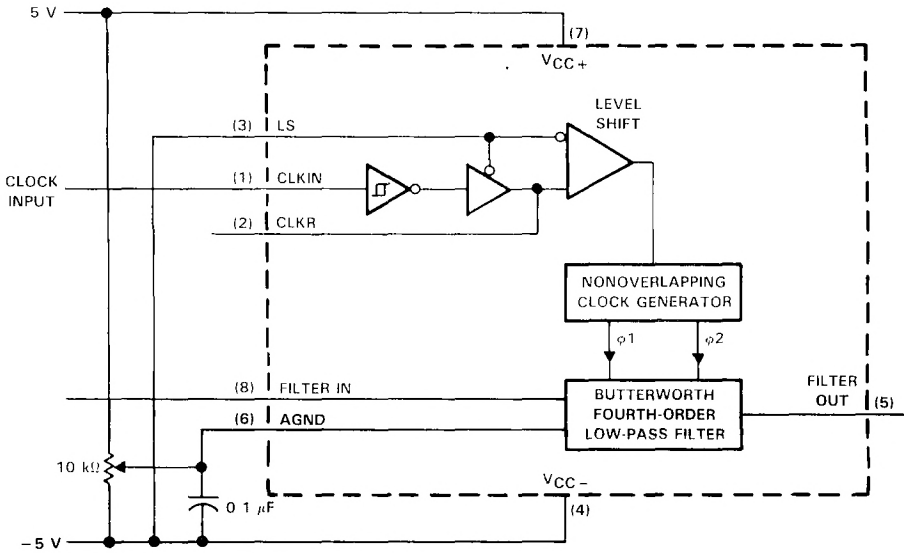 5 V
(7)
VCC+
LEVEL
SHIFT
(3) LS
CLOCK
INPUT
(1) CLKIN
(2) CLKR
NONOVERLAPPING
CLOCK GENERATOR
φ1
φ2
(8) FILTER IN
BUTTERWORTH
FOURTH-ORDER
LOW-PASS FILTER
FILTER
OUT
(5)
(6) AGND
10 kΩ
0 1 μF
VCC−
(4)
−5 V